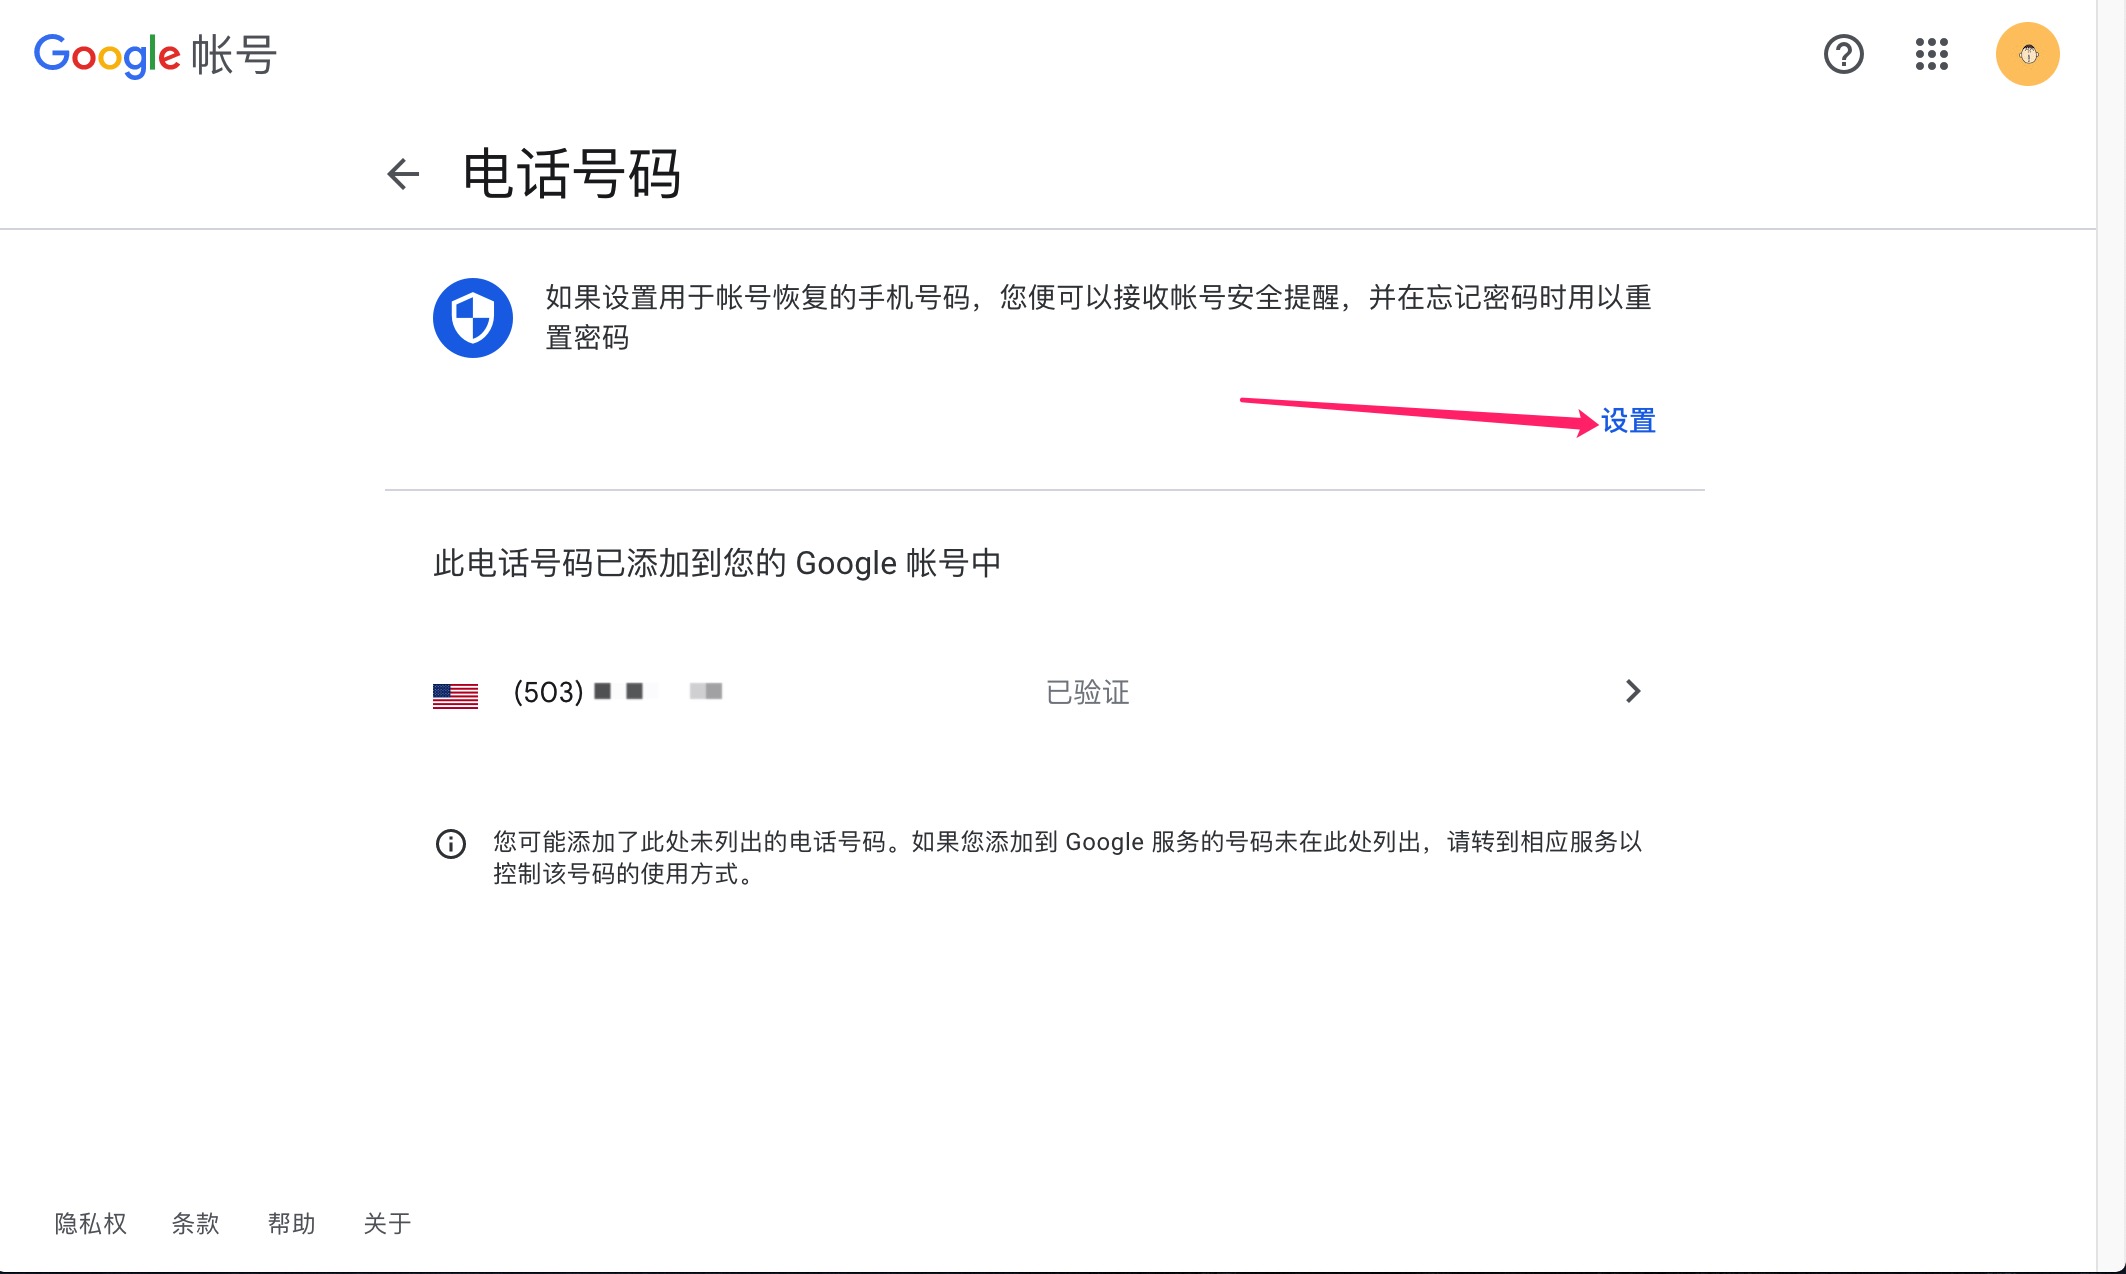 Google 帐号
电话号码
如果设置用于帐号恢复的手机号码，您便可以接收帐号安全提醒，并在忘记密码时用以重
置密码
设置
此电话号码已添加到您的 Google 帐号中
(503)
已验证
您可能添加了此处未列出的电话号码。如果您添加到 Google 服务的号码未在此处列出，请转到相应服务以
控制该号码的使用方式。
隐私权 条款 帮助 关于